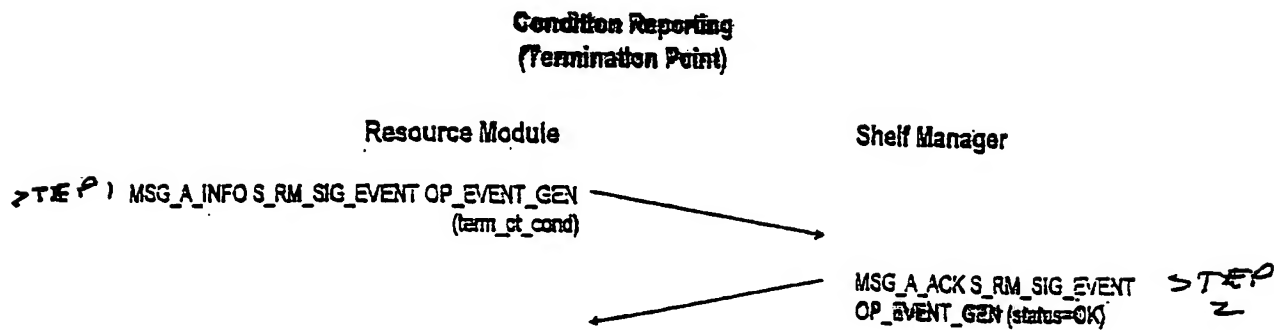 Condition Reporting
(Termination Point)
Resource Module
Shelf Manager
STEP 1 MSG_A_INFO S_RM_SIG_EVENT OP_EVENT_GEN
(term_pt_cond)
MSG_A_ACK S_RM_SIG_EVENT STEP 2
OP_EVENT_GEN (status=OK)